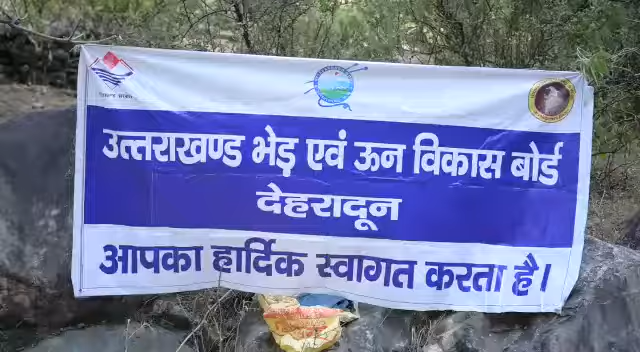 उत्तराखण्ड भेड़ एवं ऊन विकास बोर्ड
देहरादून
आपका हार्दिक स्वागत करता है।